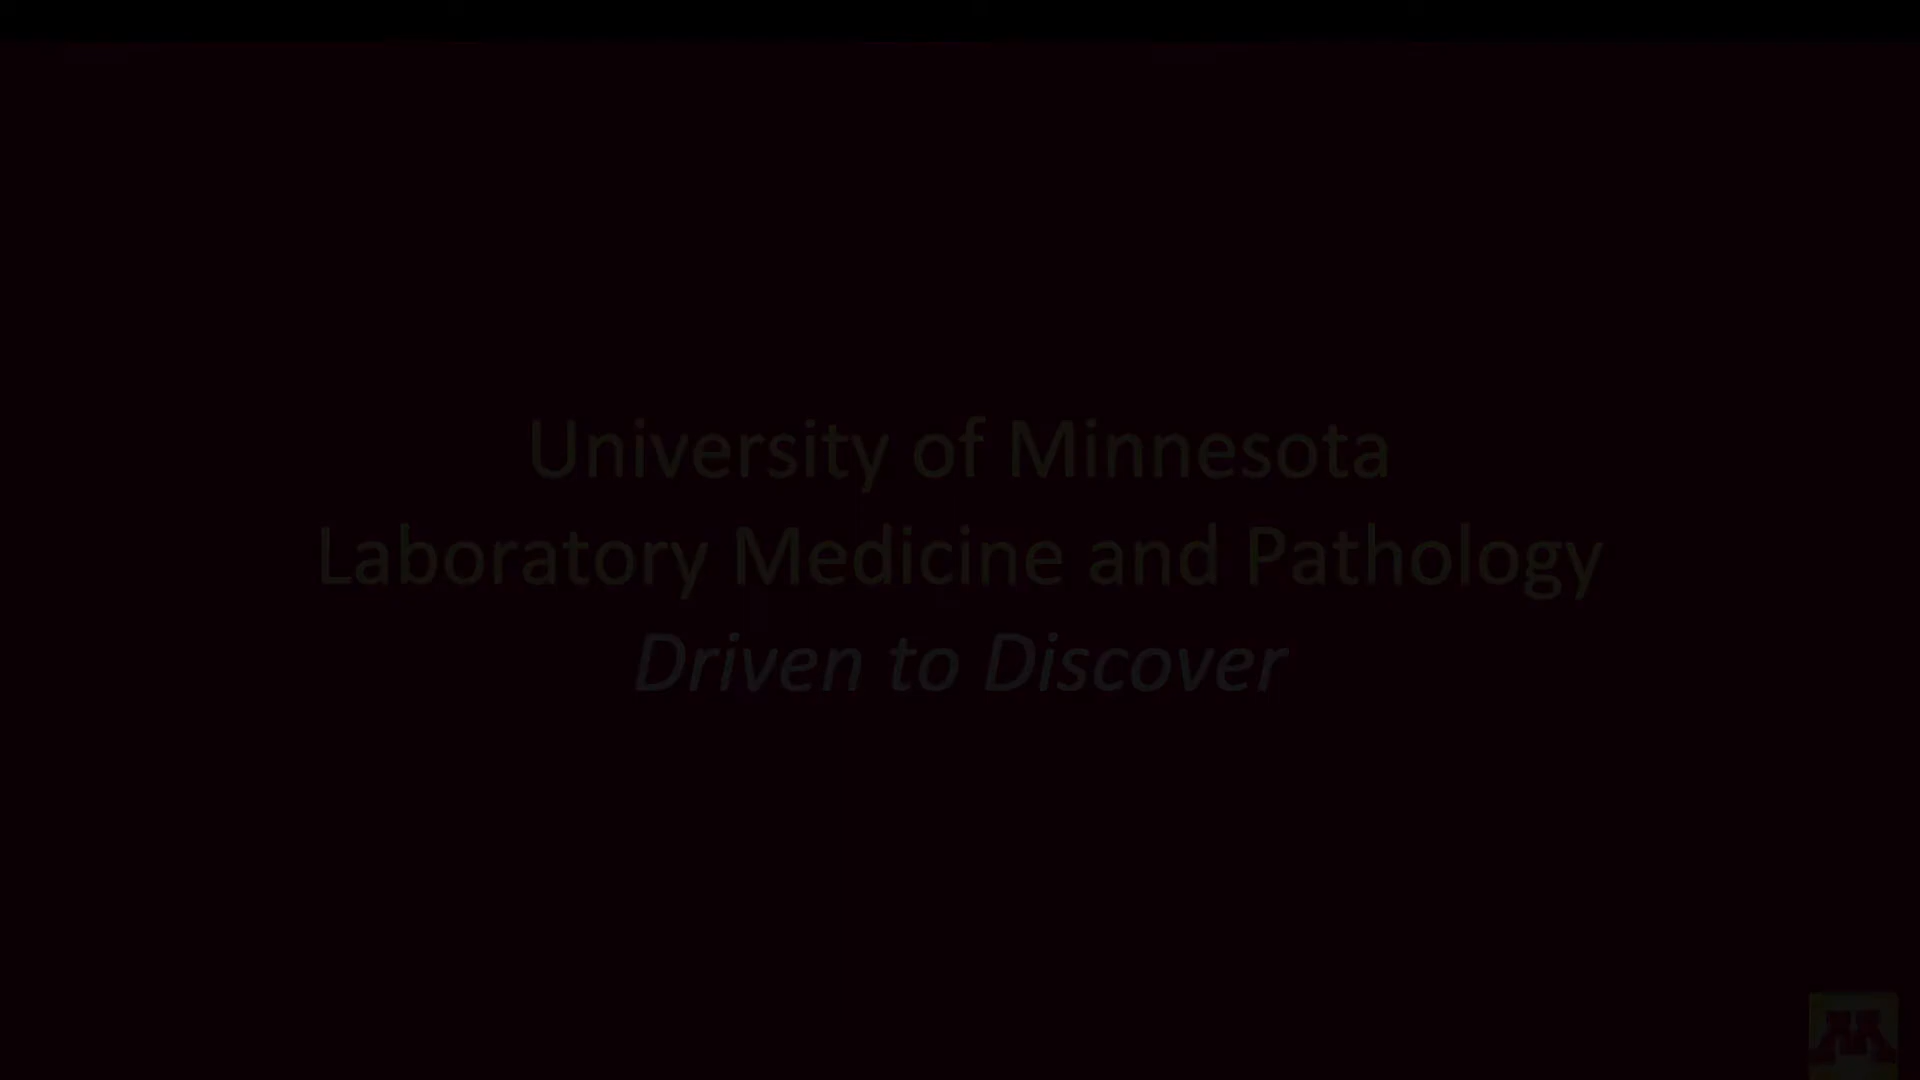 University of Minnesota
Laboratory Medicine and Pathology
Driven to Discover
M